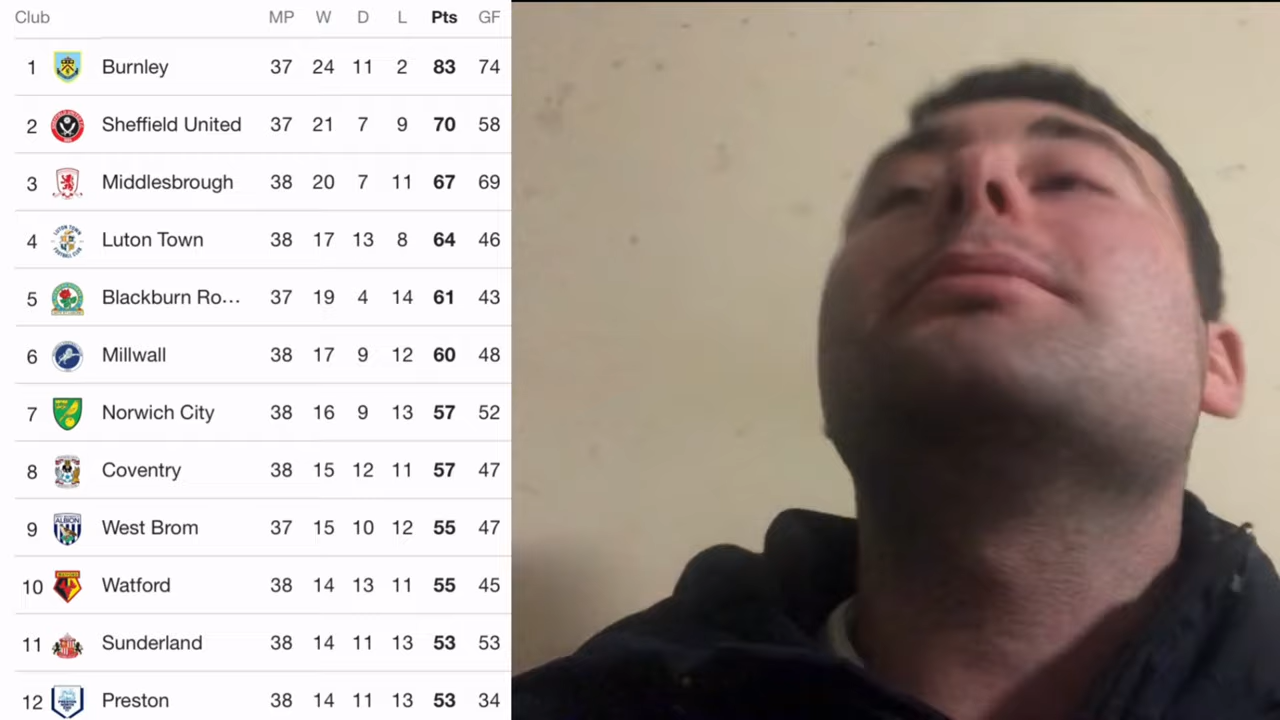 Club MP W D L Pts GF
1 Burnley 37 24 11 2 83 74
2 Sheffield United 37 21 7 9 70 58
3 Middlesbrough 38 20 7 11 67 69
4 Luton Town 38 17 13 8 64 46
5 Blackburn Ro... 37 19 4 14 61 43
6 Millwall 38 17 9 12 60 48
7 Norwich City 38 16 9 13 57 52
8 Coventry 38 15 12 11 57 47
9 West Brom 37 15 10 12 55 47
10 Watford 38 14 13 11 55 45
11 Sunderland 38 14 11 13 53 53
12 Preston 38 14 11 13 53 34